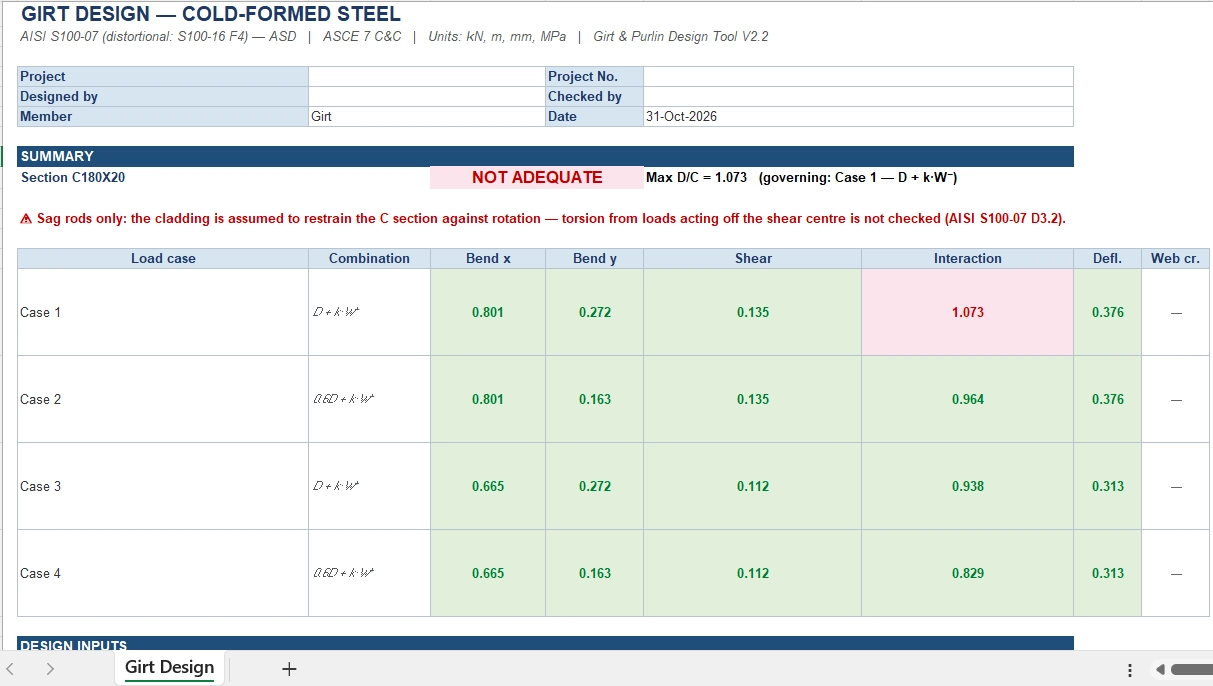 GIRT DESIGN — COLD-FORMED STEEL
AISI S100-07 (distortional: S100-16 F4) — ASD | ASCE 7 C&C | Units: kN, m, mm, MPa | Girt & Purlin Design Tool V2.2
Project Project No.
Designed by Checked by
Member Girt Date 31-Oct-2026
SUMMARY
Section C180X20 NOT ADEQUATE Max D/C = 1.073 (governing: Case 1 — D + k·W⁻)
⚠ Sag rods only: the cladding is assumed to restrain the C section against rotation — torsion from loads acting off the shear centre is not checked (AISI S100-07 D3.2).
Load case Combination Bend x Bend y Shear Interaction Defl. Web cr.
Case 1 D + k·W 0.801 0.272 0.135 1.073 0.376 —
Case 2 0.6D + k·W 0.801 0.163 0.135 0.964 0.376 —
Case 3 D + k·W 0.665 0.272 0.112 0.938 0.313 —
Case 4 0.6D + k·W 0.665 0.163 0.112 0.829 0.313 —
DESIGN INPUTS
Girt Design +